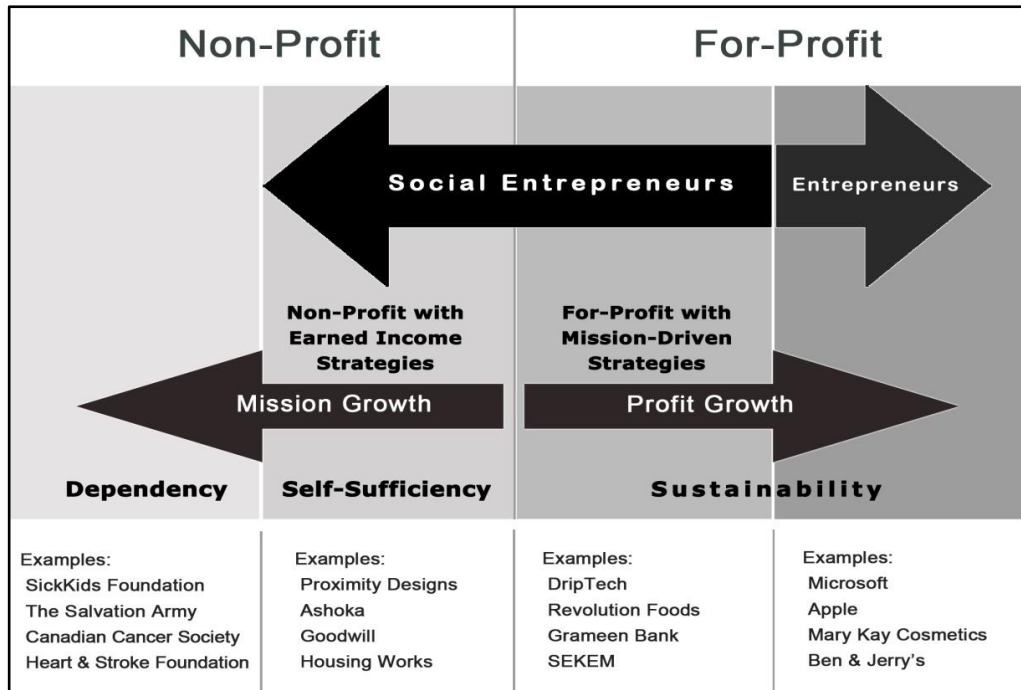 Non-Profit
For-Profit
Social Entrepreneurs
Entrepreneurs
Non-Profit with
Earned Income
Strategies
For-Profit with
Mission-Driven
Strategies
Mission Growth
Profit Growth
Dependency
Self-Sufficiency
Sustainability
Examples:
SickKids Foundation
The Salvation Army
Canadian Cancer Society
Heart & Stroke Foundation
Examples:
Proximity Designs
Ashoka
Goodwill
Housing Works
Examples:
DripTech
Revolution Foods
Grameen Bank
SEKEM
Examples:
Microsoft
Apple
Mary Kay Cosmetics
Ben & Jerry's